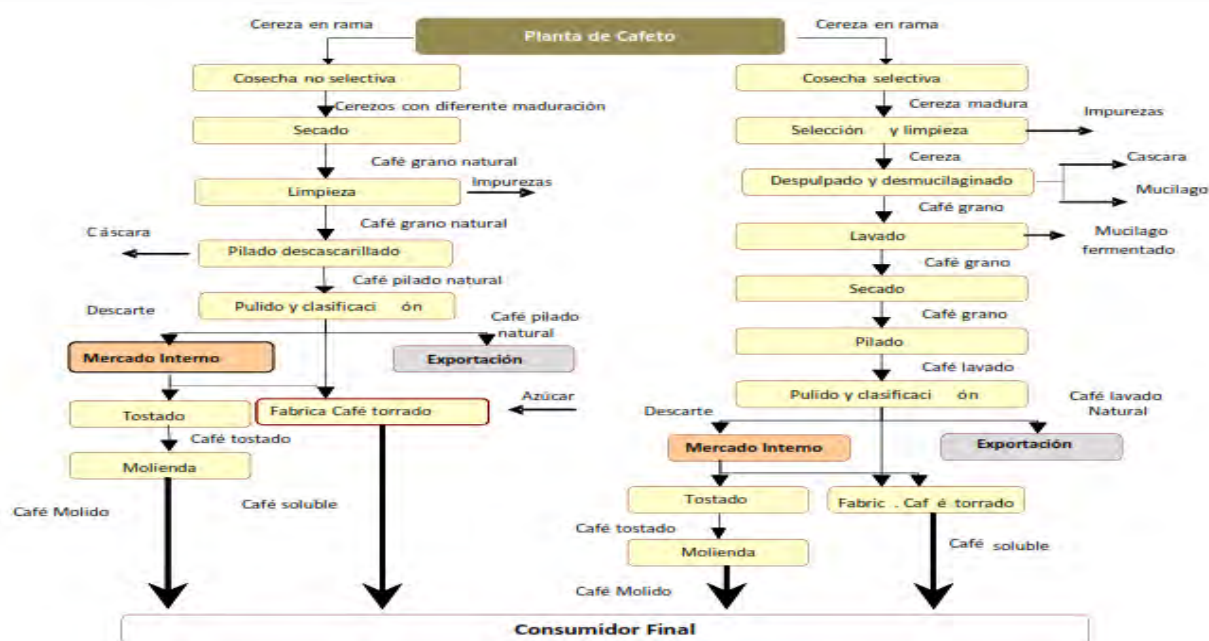 Cereza en rama
Planta de Cafeto
Cereza en rama
Cosecha no selectiva
Cerezos con diferente maduración
Secado
Café grano natural
Limpieza
Impurezas
Café grano natural
Cáscara
Pilado descascarillado
Café pilado natural
Descarte
Pulido y clasificaci ón
Café pilado
natural
Mercado Interno
Exportación
Tostado
Fabrica Café torrado
Azúcar
Café tostado
Molienda
Café Molido
Café soluble
Cosecha selectiva
Cereza madura
Impurezas
Selección y limpieza
Cereza
Cascara
Despulpado y desmucilaginado
Mucilago
Café grano
Lavado
Mucilago
fermentado
Café grano
Secado
Café grano
Pilado
Café lavado
Pulido y clasificaci ón
Café lavado
Natural
Descarte
Mercado Interno
Exportación
Tostado
Fabric . Caf é torrado
Café tostado
Molienda
Café soluble
Café Molido
Consumidor Final